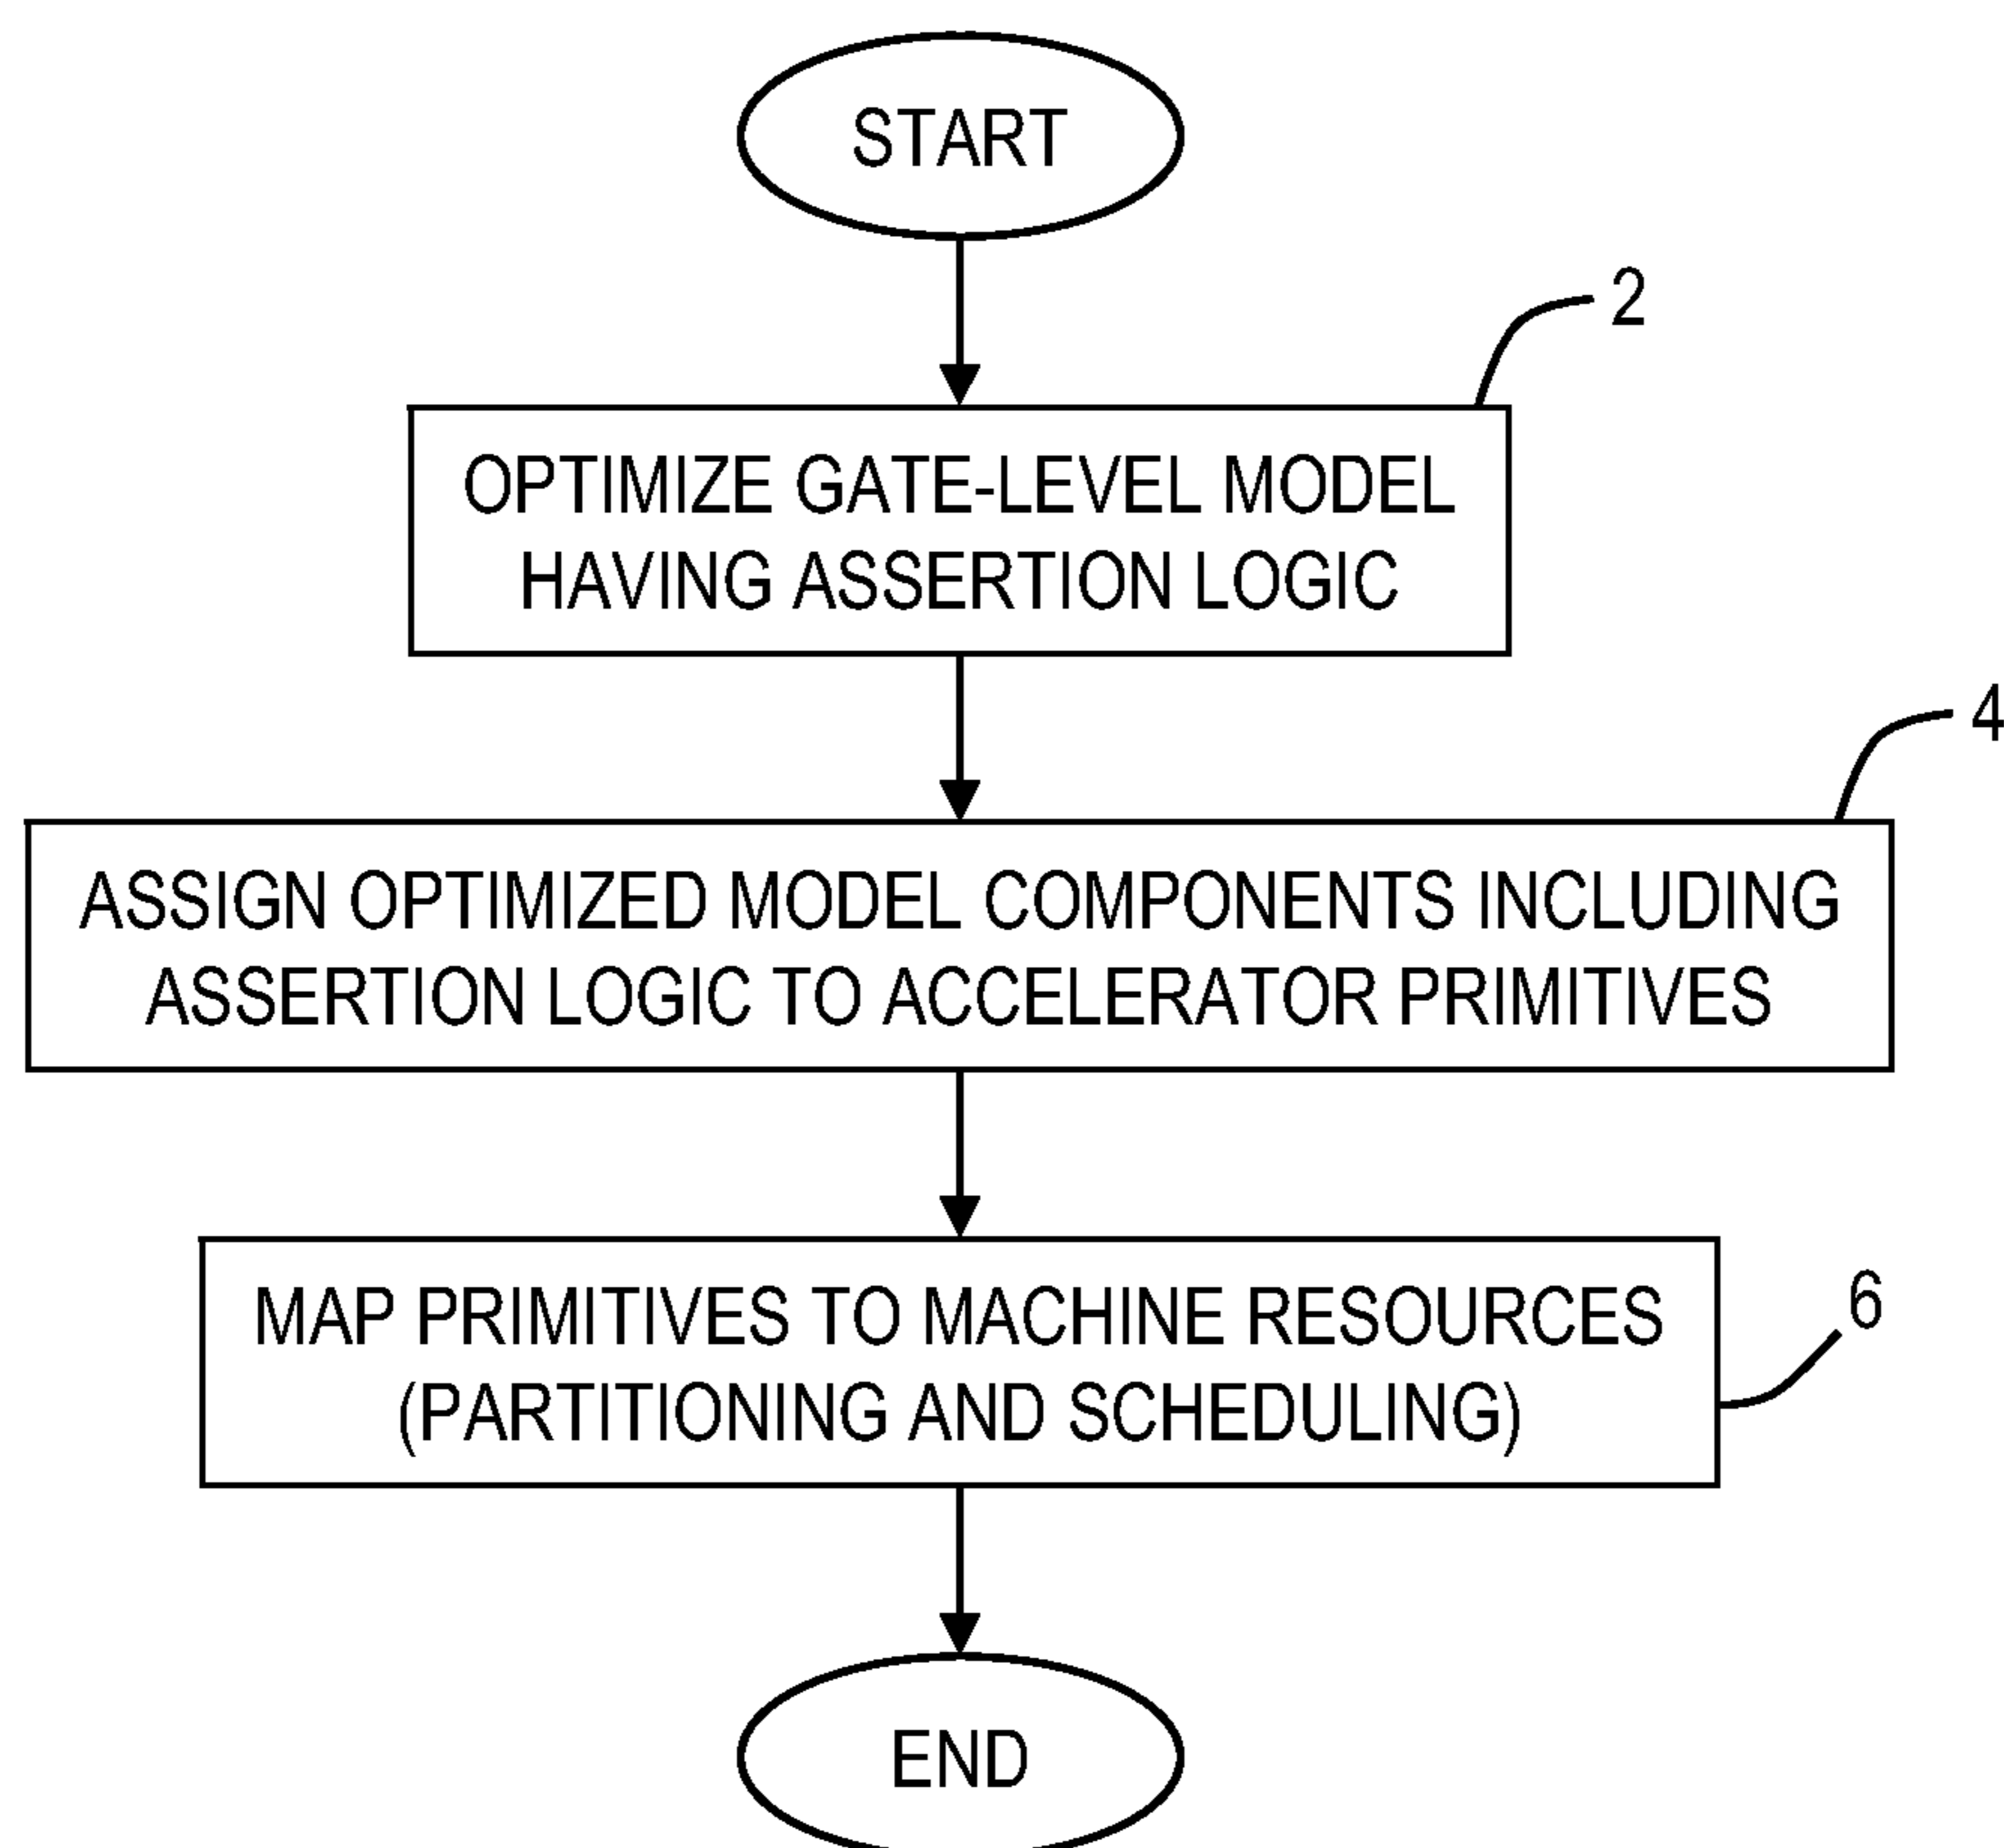 START
2
OPTIMIZE GATE-LEVEL MODEL
HAVING ASSERTION LOGIC
4
ASSIGN OPTIMIZED MODEL COMPONENTS INCLUDING
ASSERTION LOGIC TO ACCELERATOR PRIMITIVES
MAP PRIMITIVES TO MACHINE RESOURCES
(PARTITIONING AND SCHEDULING)
6
END